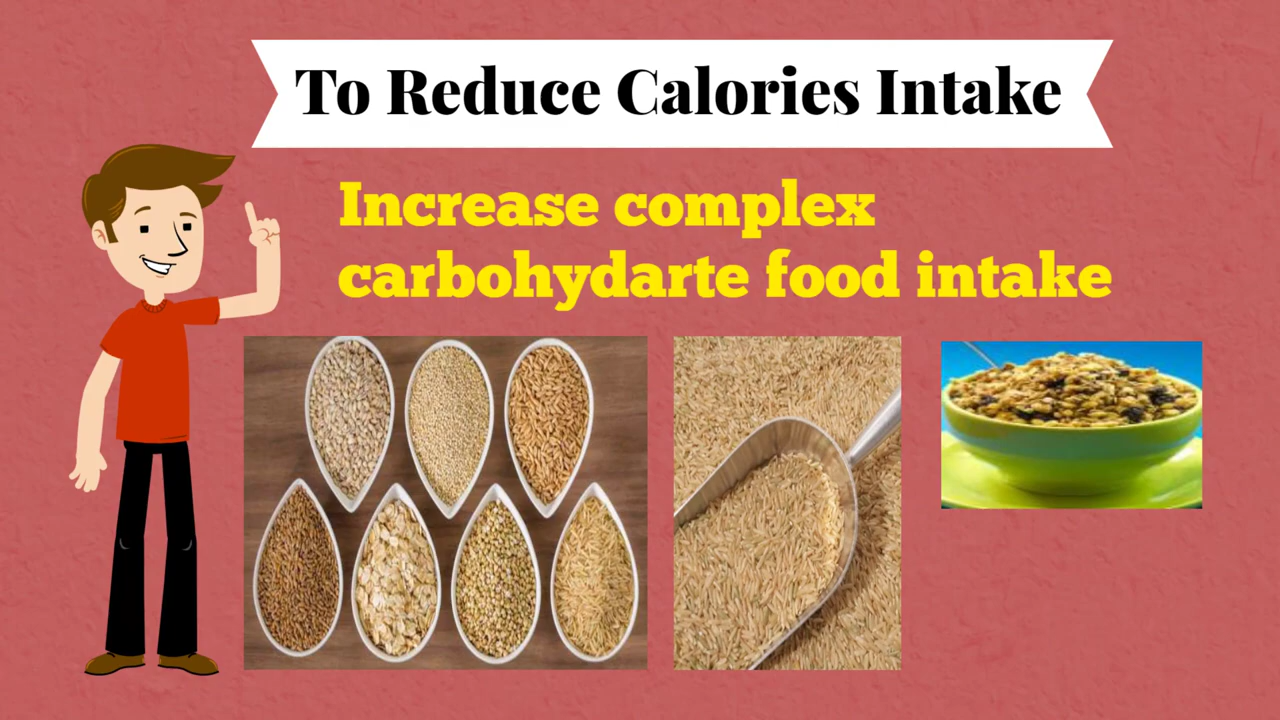 To Reduce Calories Intake
Increase complex
carbohydarte food intake